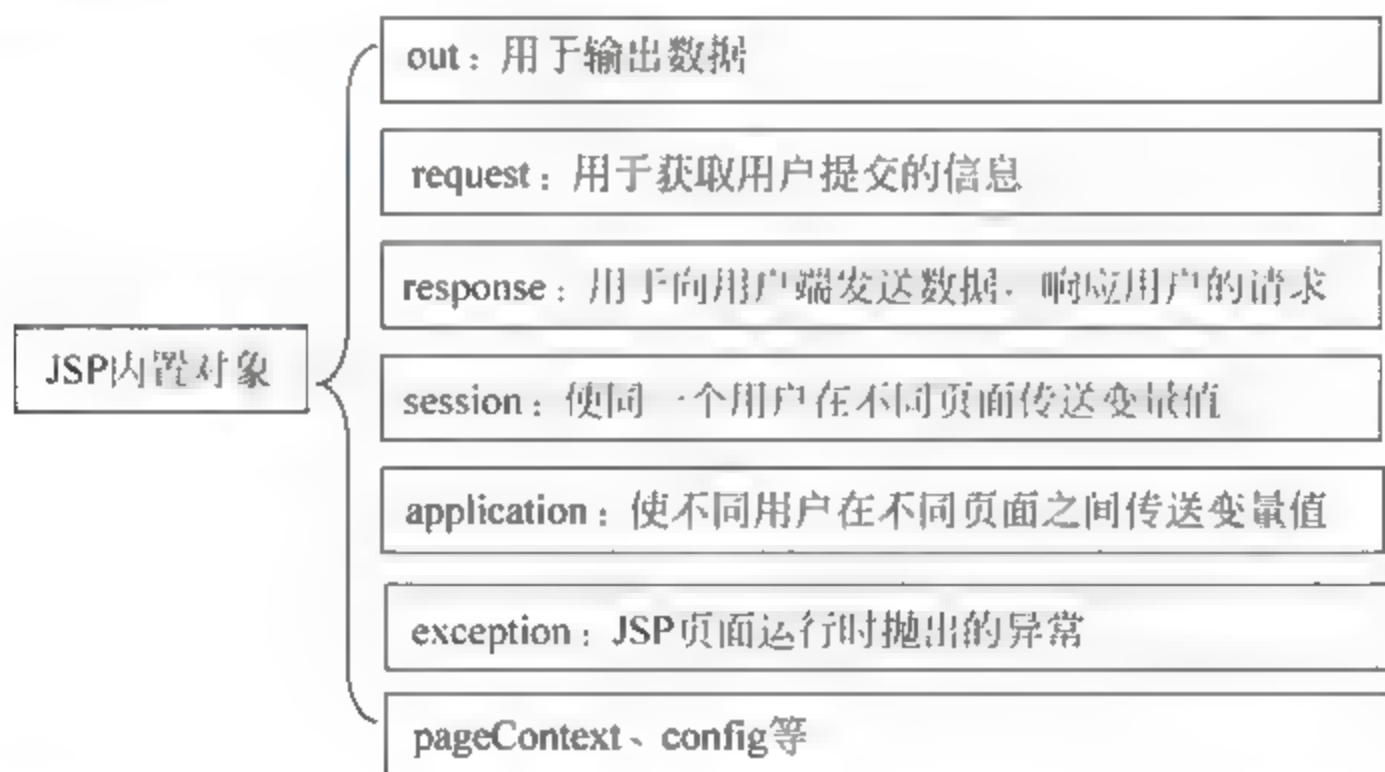 out：用于输出数据
request：用于获取用户提交的信息
response：用于向用户端发送数据，响应用户的请求
JSP内置对象
session：使同一个用户在不同页面传送变量值
application：使不同用户在不同页面之间传送变量值
exception：JSP页面运行时抛出的异常
pageContext、config等